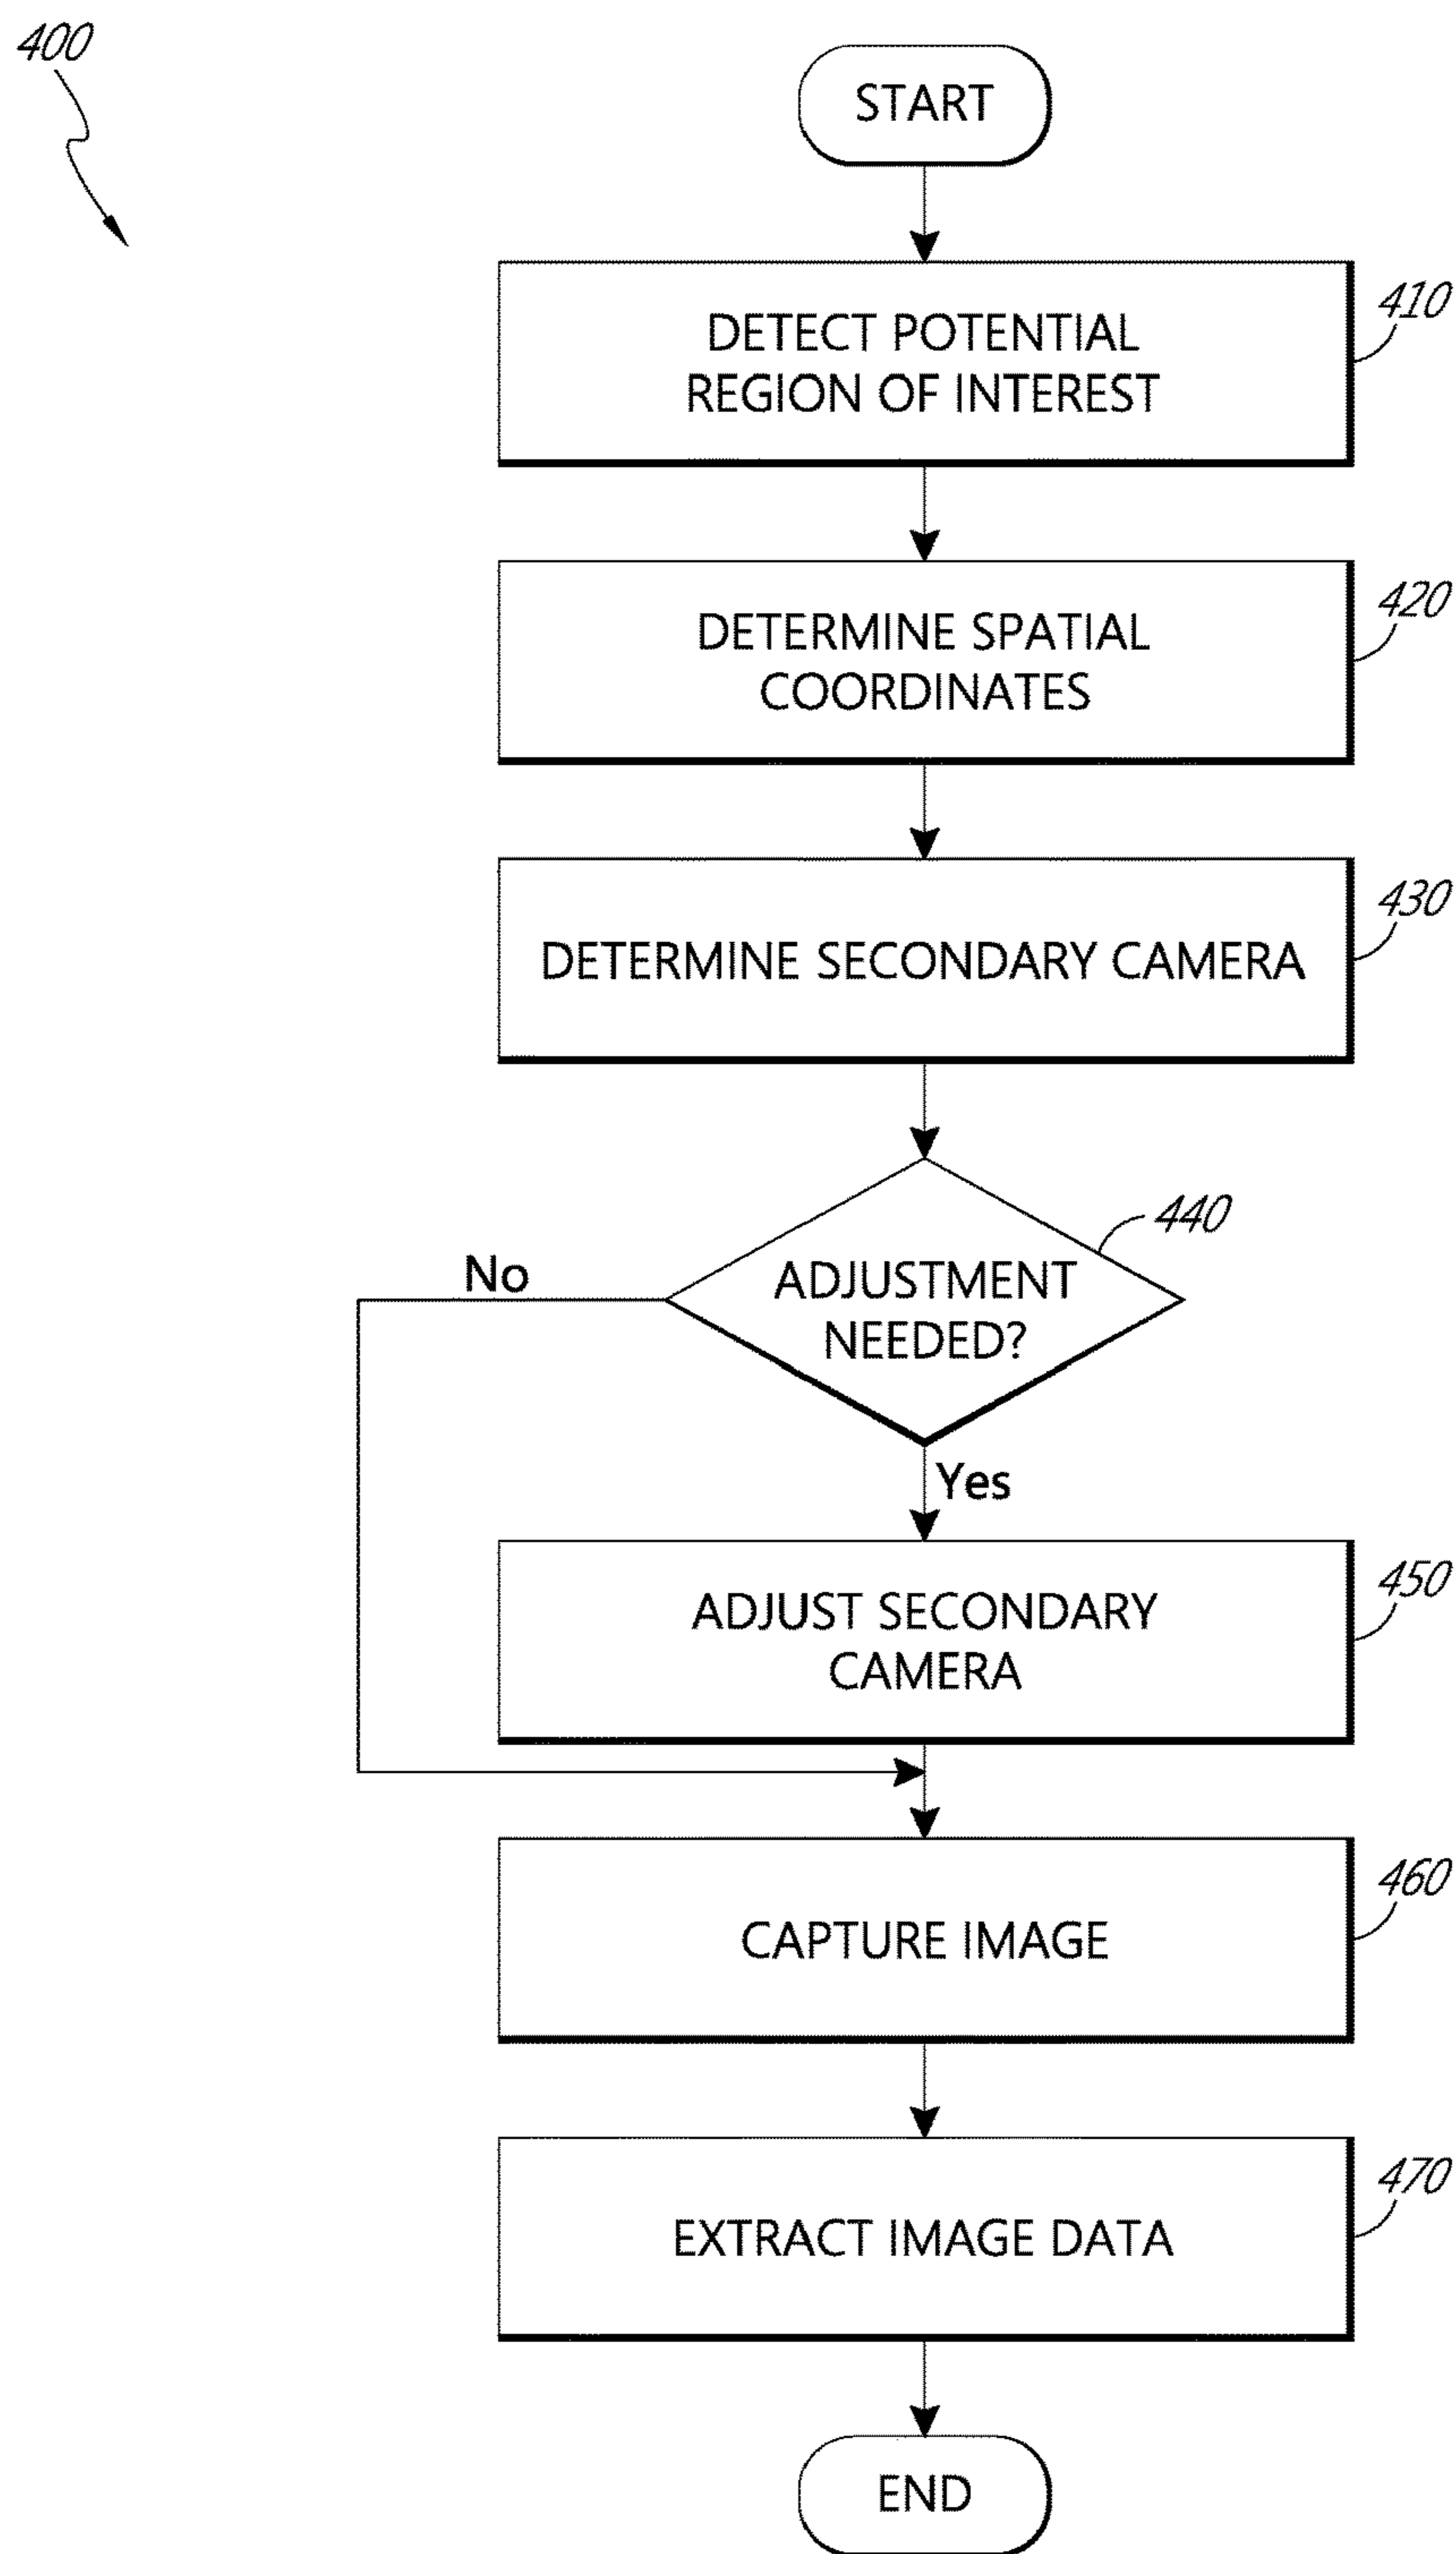 400
START
DETECT POTENTIAL
REGION OF INTEREST
410
DETERMINE SPATIAL
COORDINATES
420
DETERMINE SECONDARY CAMERA
430
ADJUSTMENT
NEEDED?
440
No
Yes
ADJUST SECONDARY
CAMERA
450
CAPTURE IMAGE
460
EXTRACT IMAGE DATA
470
END